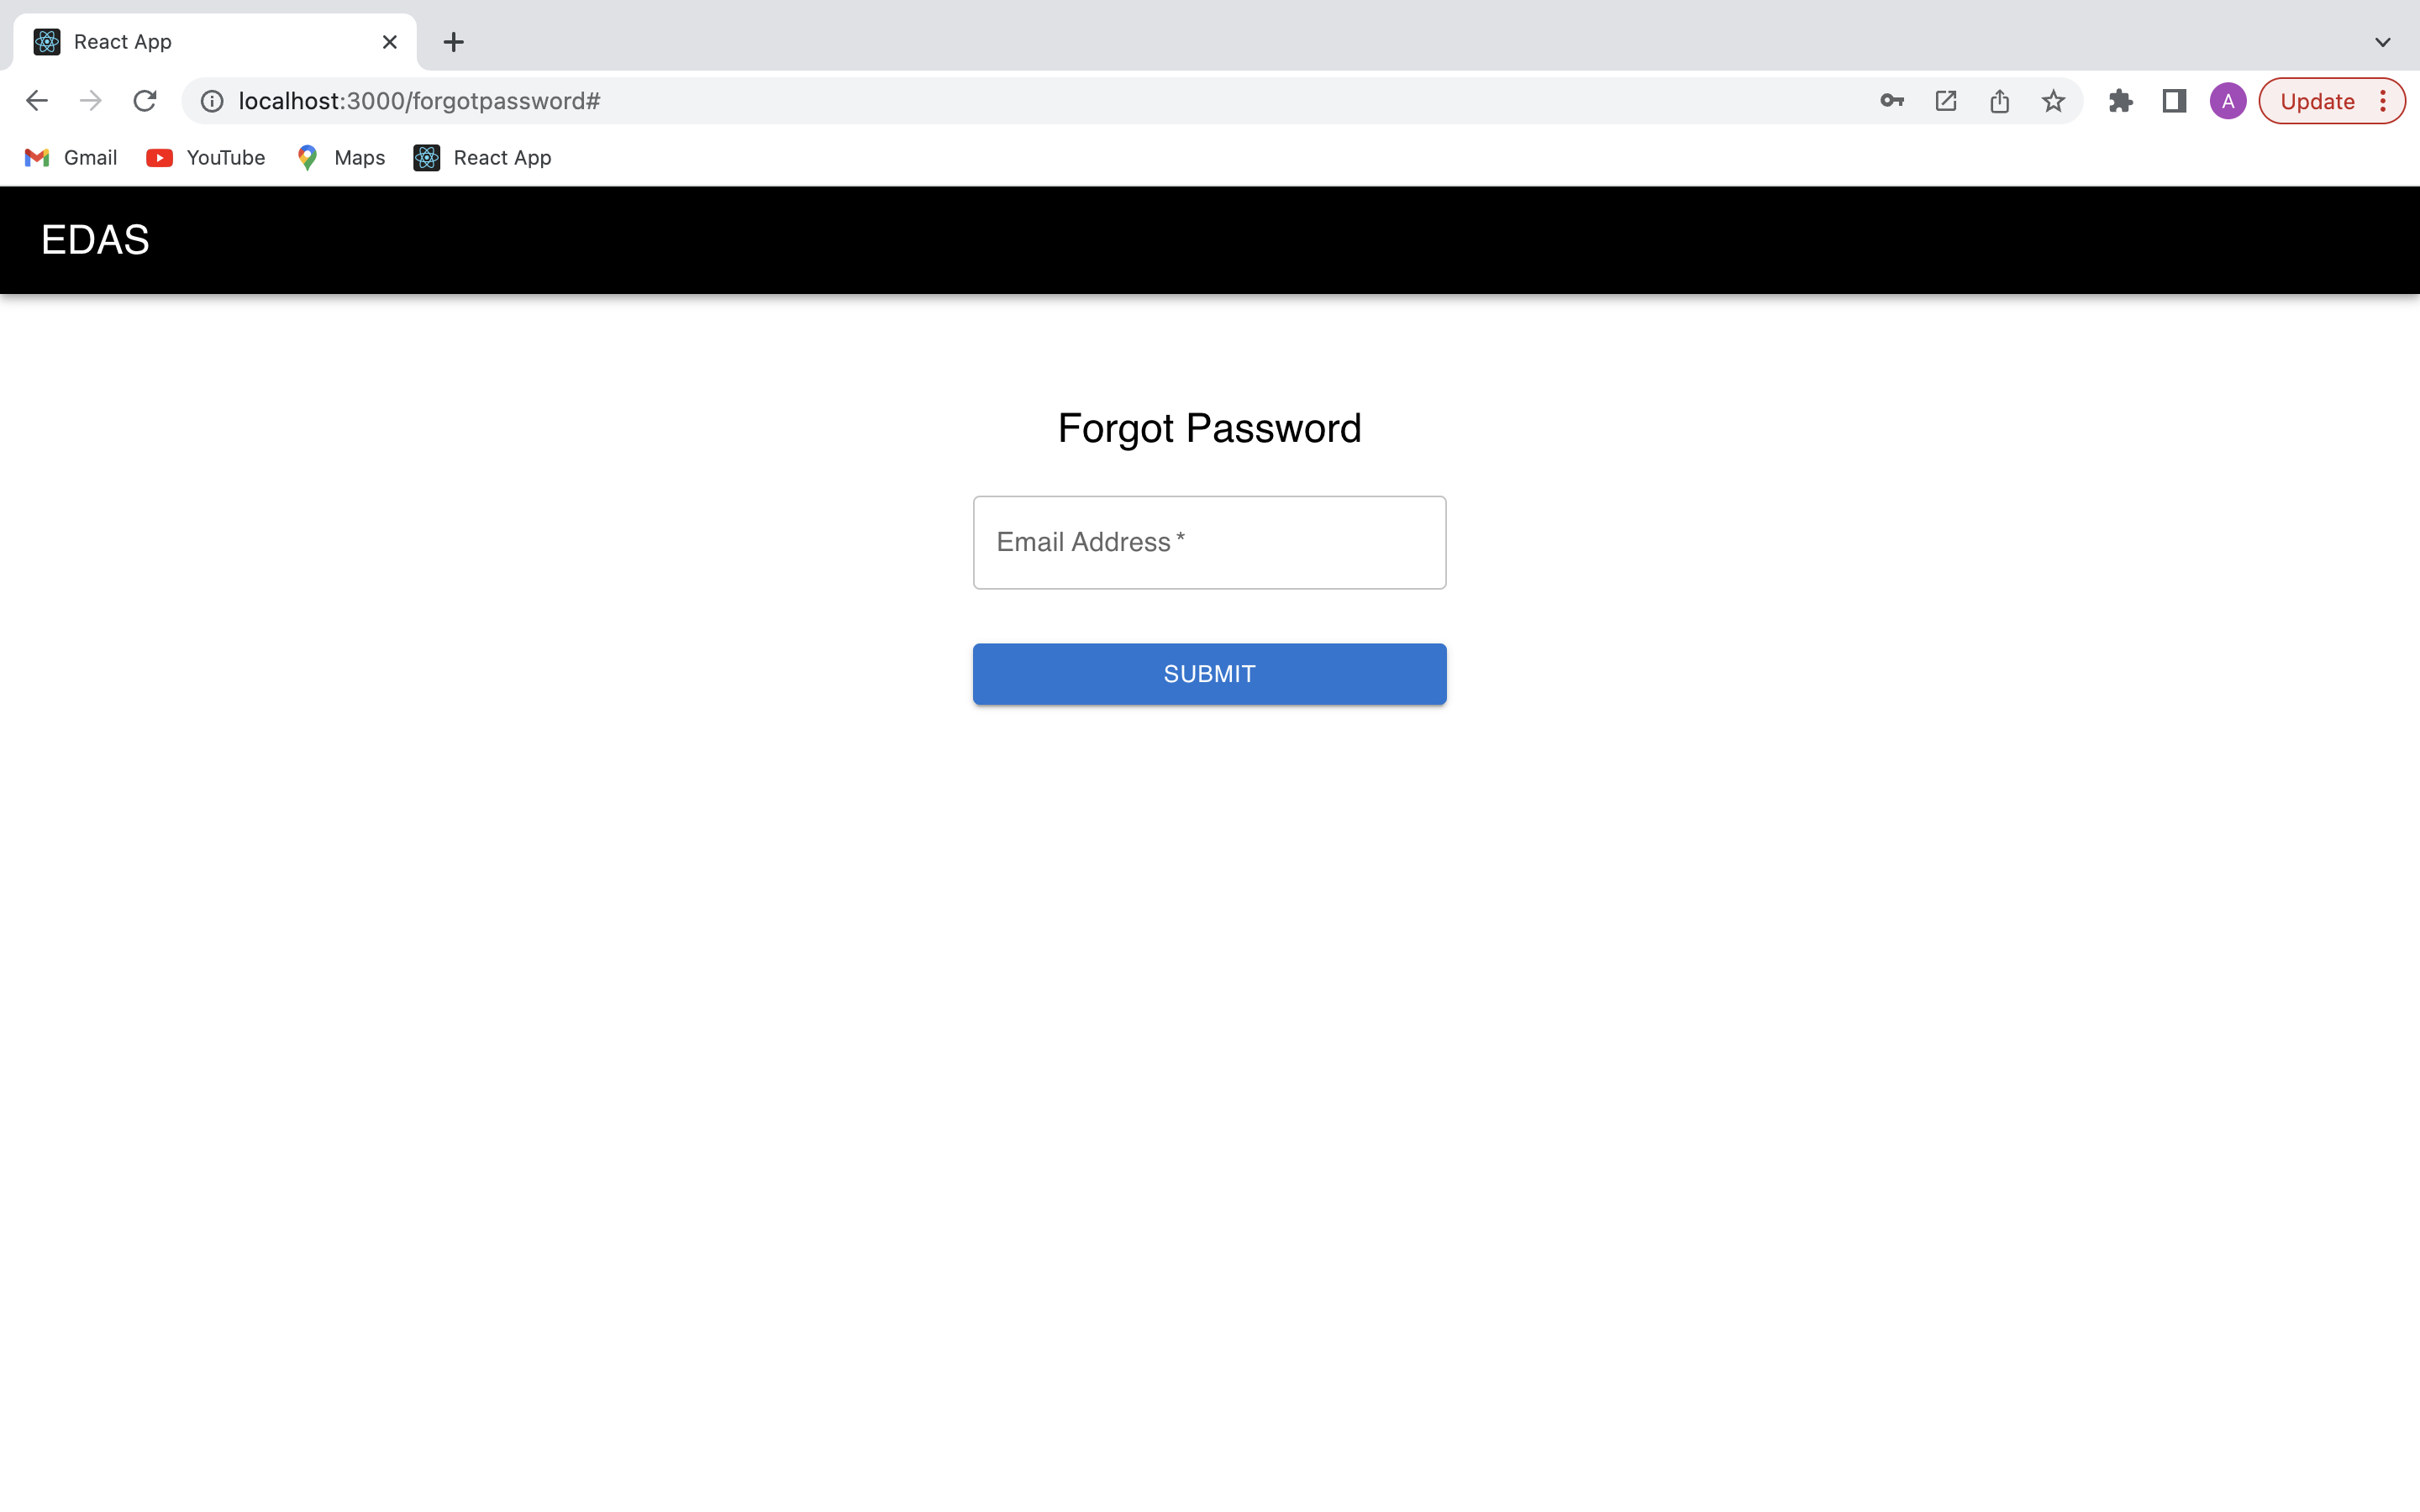 React App
localhost:3000/forgotpassword#
A
Update
Gmail
YouTube
Maps
React App
EDAS
Forgot Password
Email Address *
SUBMIT